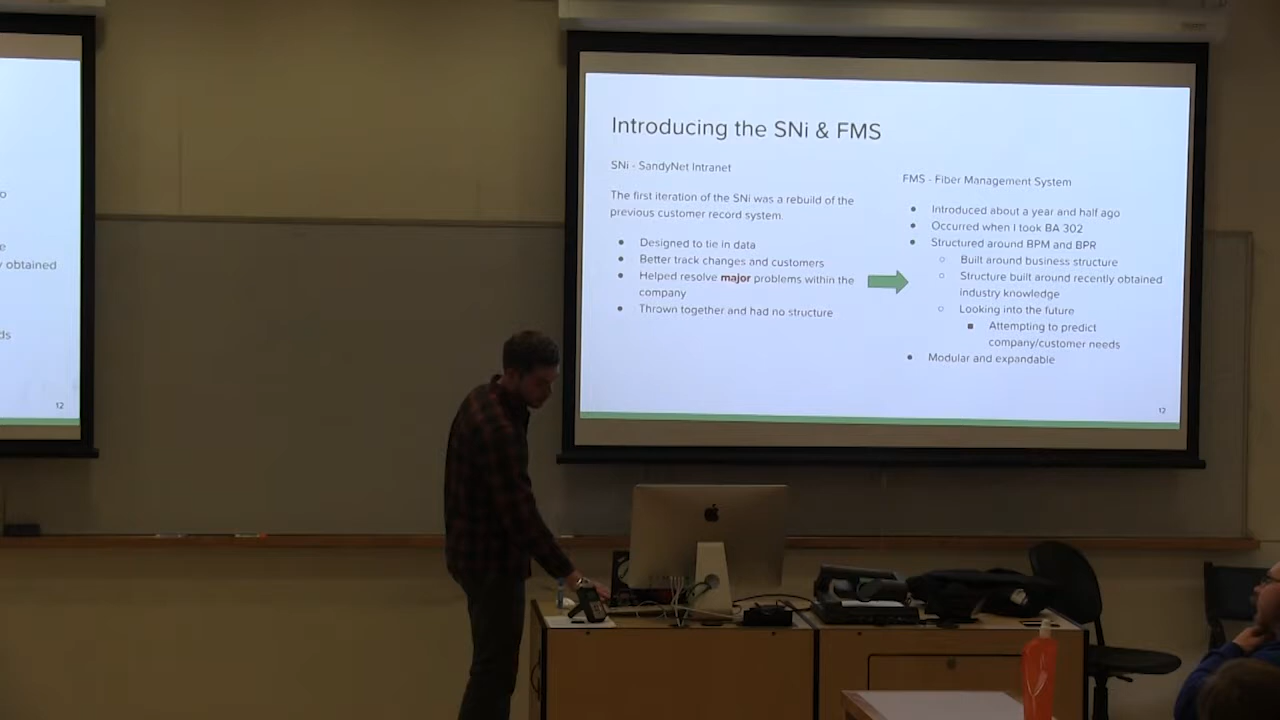 o
e
y obtained
ds
12
Introducing the SNi & FMS
SNi - SandyNet Intranet
The first iteration of the SNi was a rebuild of the
previous customer record system.
Designed to tie in data
Better track changes and customers
Helped resolve major problems within the
company
Thrown together and had no structure
FMS - Fiber Management System
Introduced about a year and half ago
Occurred when I took BA 302
Structured around BPM and BPR
Built around business structure
Structure built around recently obtained
industry knowledge
Looking into the future
Attempting to predict
company/customer needs
Modular and expandable
12